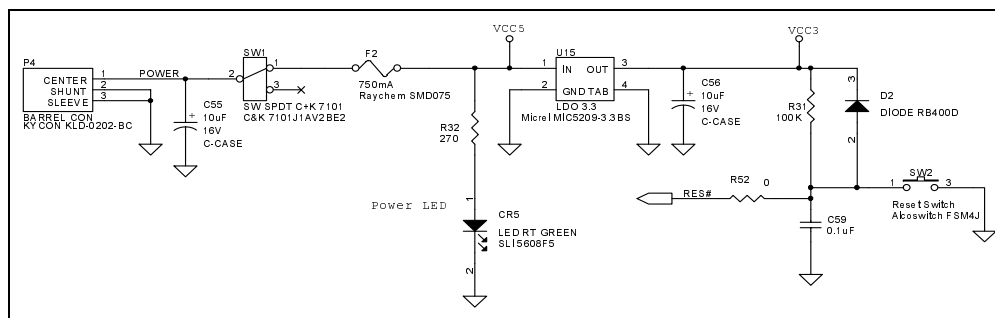 VCC5
VCC3
P4
CENTER 1 POWER
SHUNT 2
SLEEVE 3
BARREL CON
KYCON KLD-0202-BC
C55
10uF
16V
C-CASE
+
SW1
2
1
3
SW SPDT C+K 7101
C&K 7101J1AV2BE2
F2
750mA
Raychem SMD075
R32
270
Power LED
1
CR5
LED RT GREEN
SLI5608F5
2
U15
1 IN OUT 3
2 GND TAB 4
LDO 3.3
Micrel MIC5209-3.3BS
+
C56
10uF
16V
C-CASE
R31
100K
3
D2
DIODE RB400D
2
RES#
R52 0
C59
0.1uF
SW2
1 3
Reset Switch
Alcoswitch FSM4J